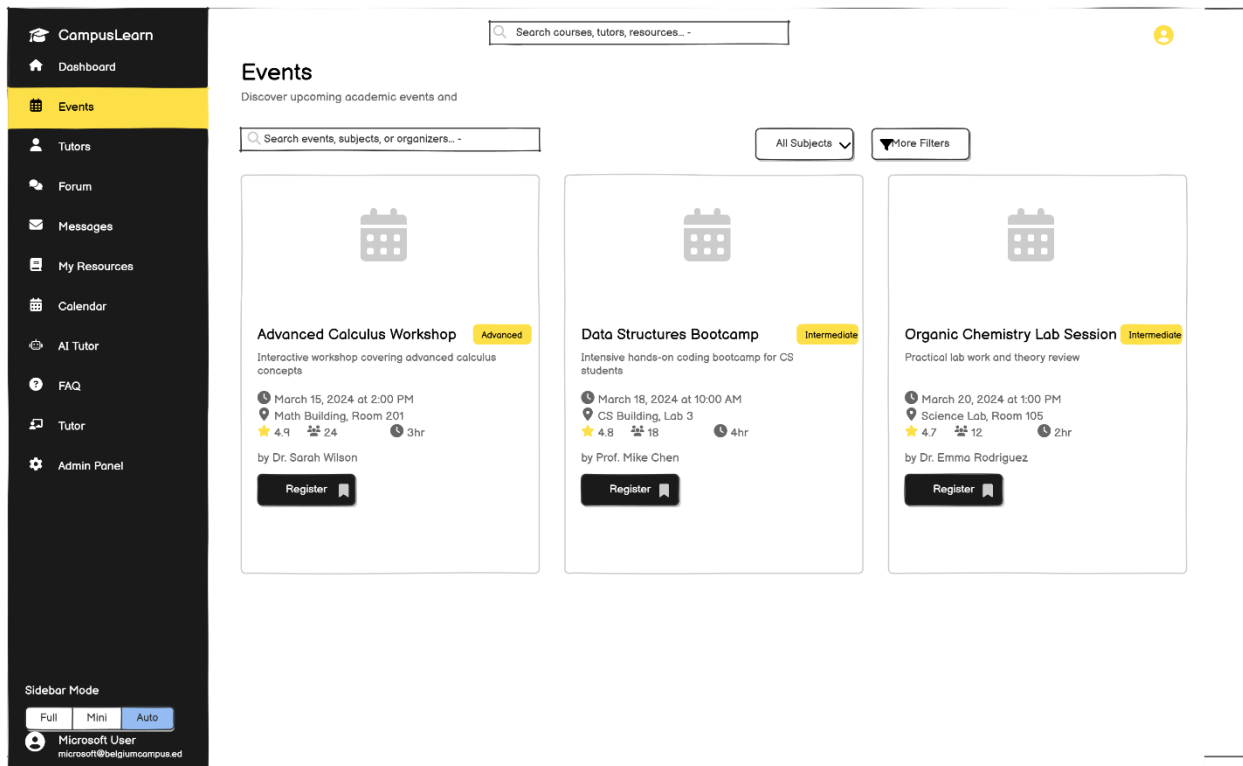 CampusLearn
Dashboard
Events
Tutors
Forum
Messages
My Resources
Calendar
AI Tutor
FAQ
Tutor
Admin Panel
Sidebar Mode
Full Mini Auto
Microsoft User
microsoft@belgiumcampus.ed
Search courses, tutors, resources... -
Events
Discover upcoming academic events and
Search events, subjects, or organizers... -
All Subjects
More Filters
Advanced Calculus Workshop Advanced
Interactive workshop covering advanced calculus
concepts
March 15, 2024 at 2:00 PM
Math Building, Room 201
4.9 24 3hr
by Dr. Sarah Wilson
Register
Data Structures Bootcamp Intermediate
Intensive hands-on coding bootcamp for CS
students
March 18, 2024 at 10:00 AM
CS Building, Lab 3
4.8 18 4hr
by Prof. Mike Chen
Register
Organic Chemistry Lab Session Intermediate
Practical lab work and theory review
March 20, 2024 at 1:00 PM
Science Lab, Room 105
4.7 12 2hr
by Dr. Emma Rodriguez
Register